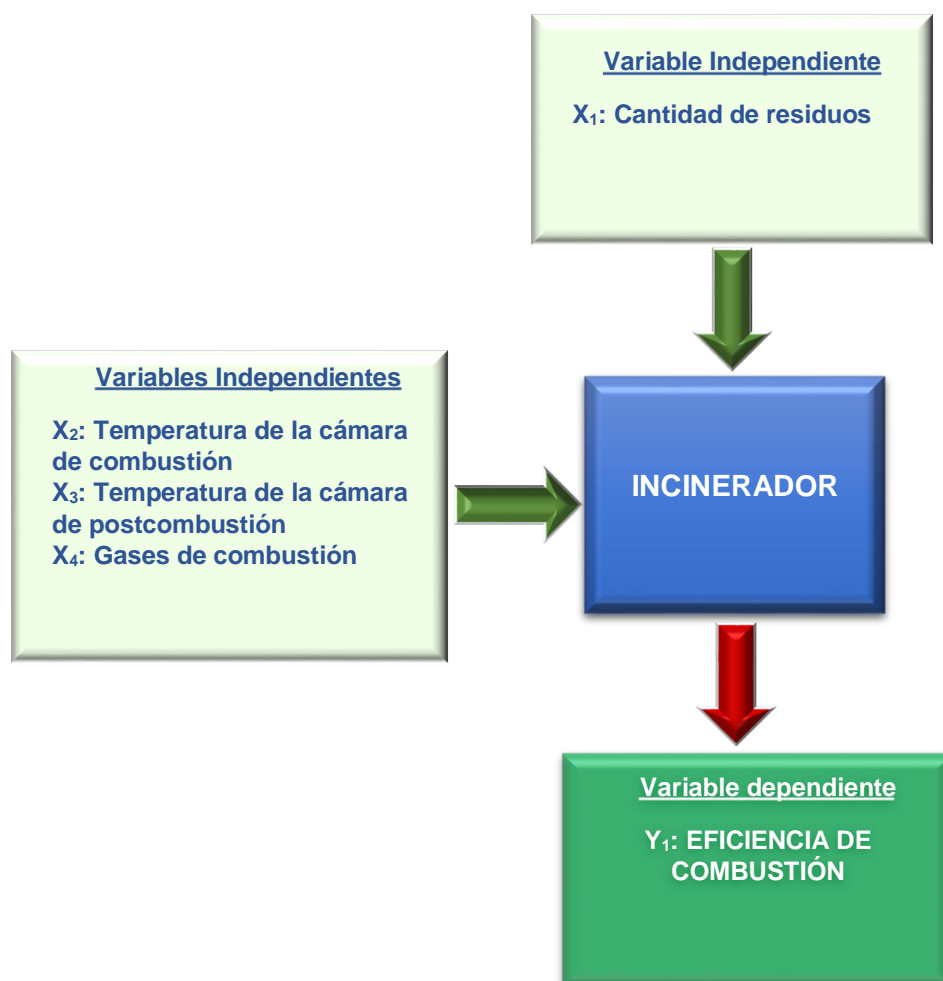 Variable Independiente
X₁: Cantidad de residuos
Variables Independientes
X₂: Temperatura de la cámara
de combustión
X₃: Temperatura de la cámara
de postcombustión
X₄: Gases de combustión
INCINERADOR
Variable dependiente
Y₁: EFICIENCIA DE
COMBUSTIÓN